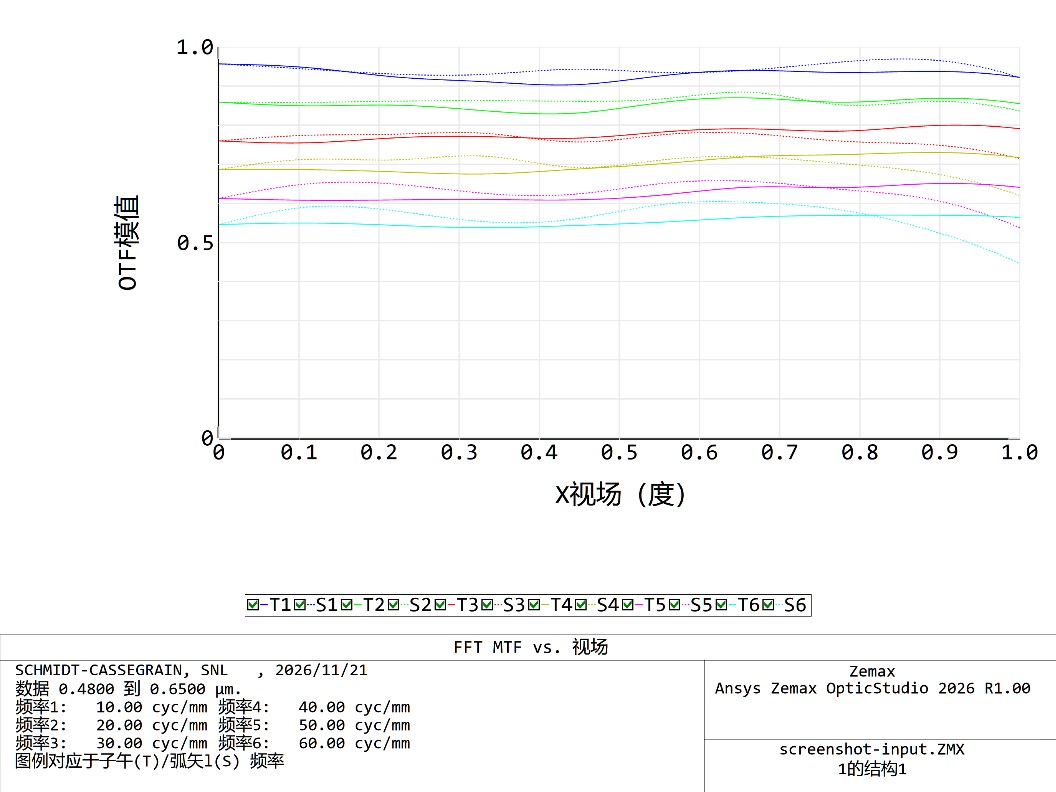 1.0
0.5
0
OTF模值
0 0.1 0.2 0.3 0.4 0.5 0.6 0.7 0.8 0.9 1.0
X视场 (度)
T1 S1 T2 S2 T3 S3 T4 S4 T5 S5 T6 S6
FFT MTF vs. 视场
SCHMIDT-CASSEGRAIN, SNL , 2026/11/21
数据 0.4800 到 0.6500 µm.
频率1: 10.00 cyc/mm 频率4: 40.00 cyc/mm
频率2: 20.00 cyc/mm 频率5: 50.00 cyc/mm
频率3: 30.00 cyc/mm 频率6: 60.00 cyc/mm
图例对应于子午(T)/弧矢l(S) 频率
Zemax
Ansys Zemax OpticStudio 2026 R1.00
screenshot-input.ZMX
1的结构1